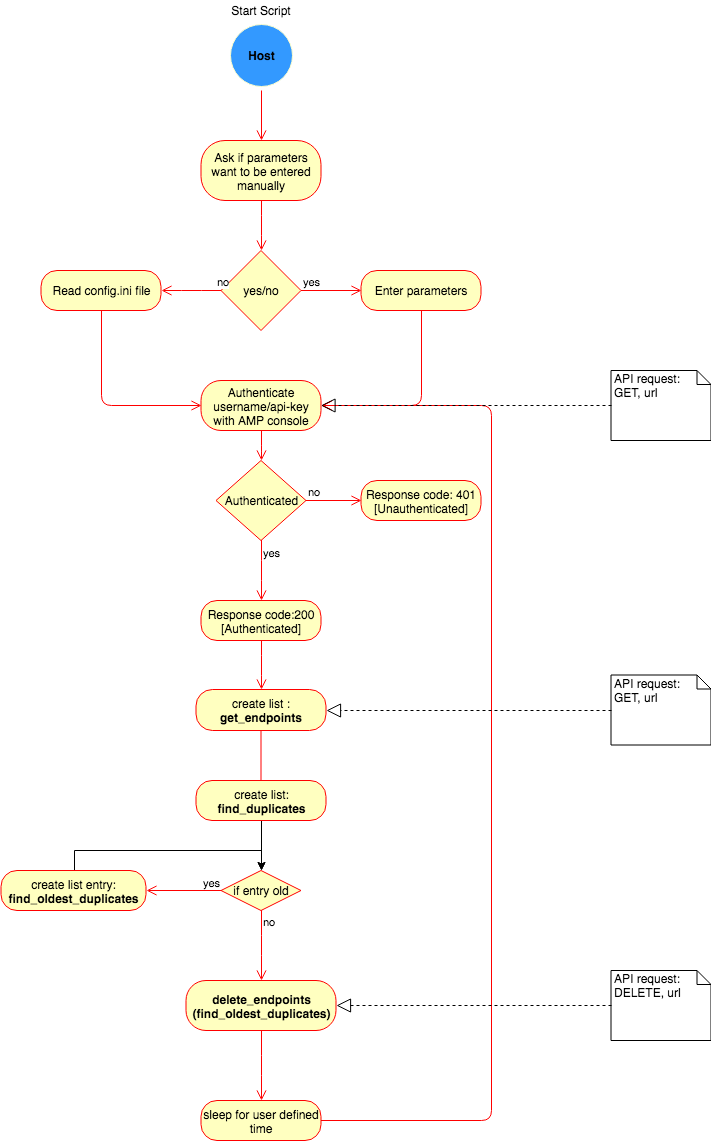 Start Script
Host
Ask if parameters
want to be entered
manually
no
yes/no
yes
Read config.ini file
Enter parameters
API request:
GET, url
Authenticate
username/api-key
with AMP console
Authenticated
no
Response code: 401
[Unauthenticated]
yes
Response code:200
[Authenticated]
API request:
GET, url
create list :
get_endpoints
create list:
find_duplicates
create list entry:
find_oldest_duplicates
yes
if entry old
no
API request:
DELETE, url
delete_endpoints
(find_oldest_duplicates)
sleep for user defined
time